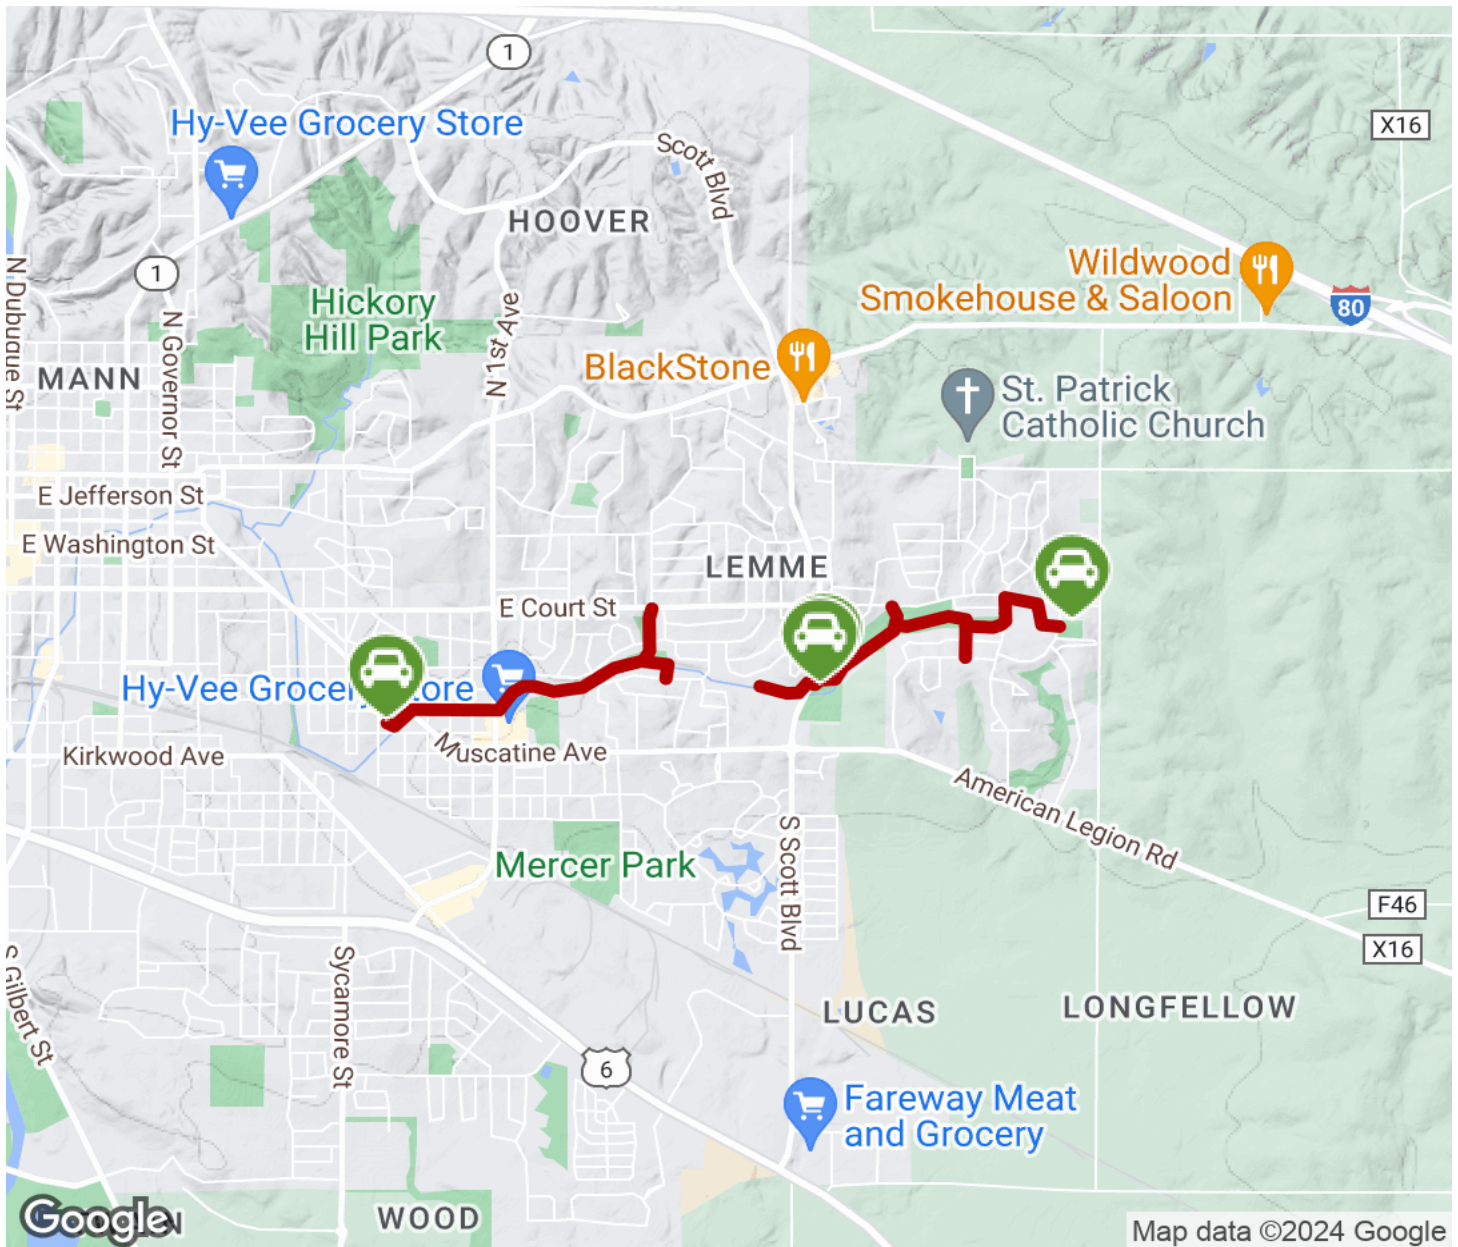 1
Hy-Vee Grocery Store
X16
Scott Blvd
HOOVER
1
N Dubuque St
Wildwood
Smokehouse & Saloon
80
Hickory
Hill Park
N Governor St
N 1st Ave
MANN
BlackStone
St. Patrick
Catholic Church
E Jefferson St
E Washington St
LEMME
E Court St
Hy-Vee Grocery Store
Muscatine Ave
Kirkwood Ave
American Legion Rd
S Scott Blvd
Mercer Park
F46
X16
S Gilbert St
Sycamore St
LUCAS
LONGFELLOW
6
Fareway Meat
and Grocery
WOOD
Google
Map data ©2024 Google